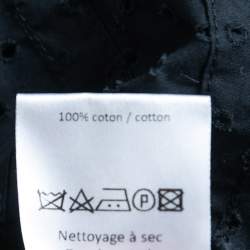 100% coton / cotton
P
Nettoyage à sec